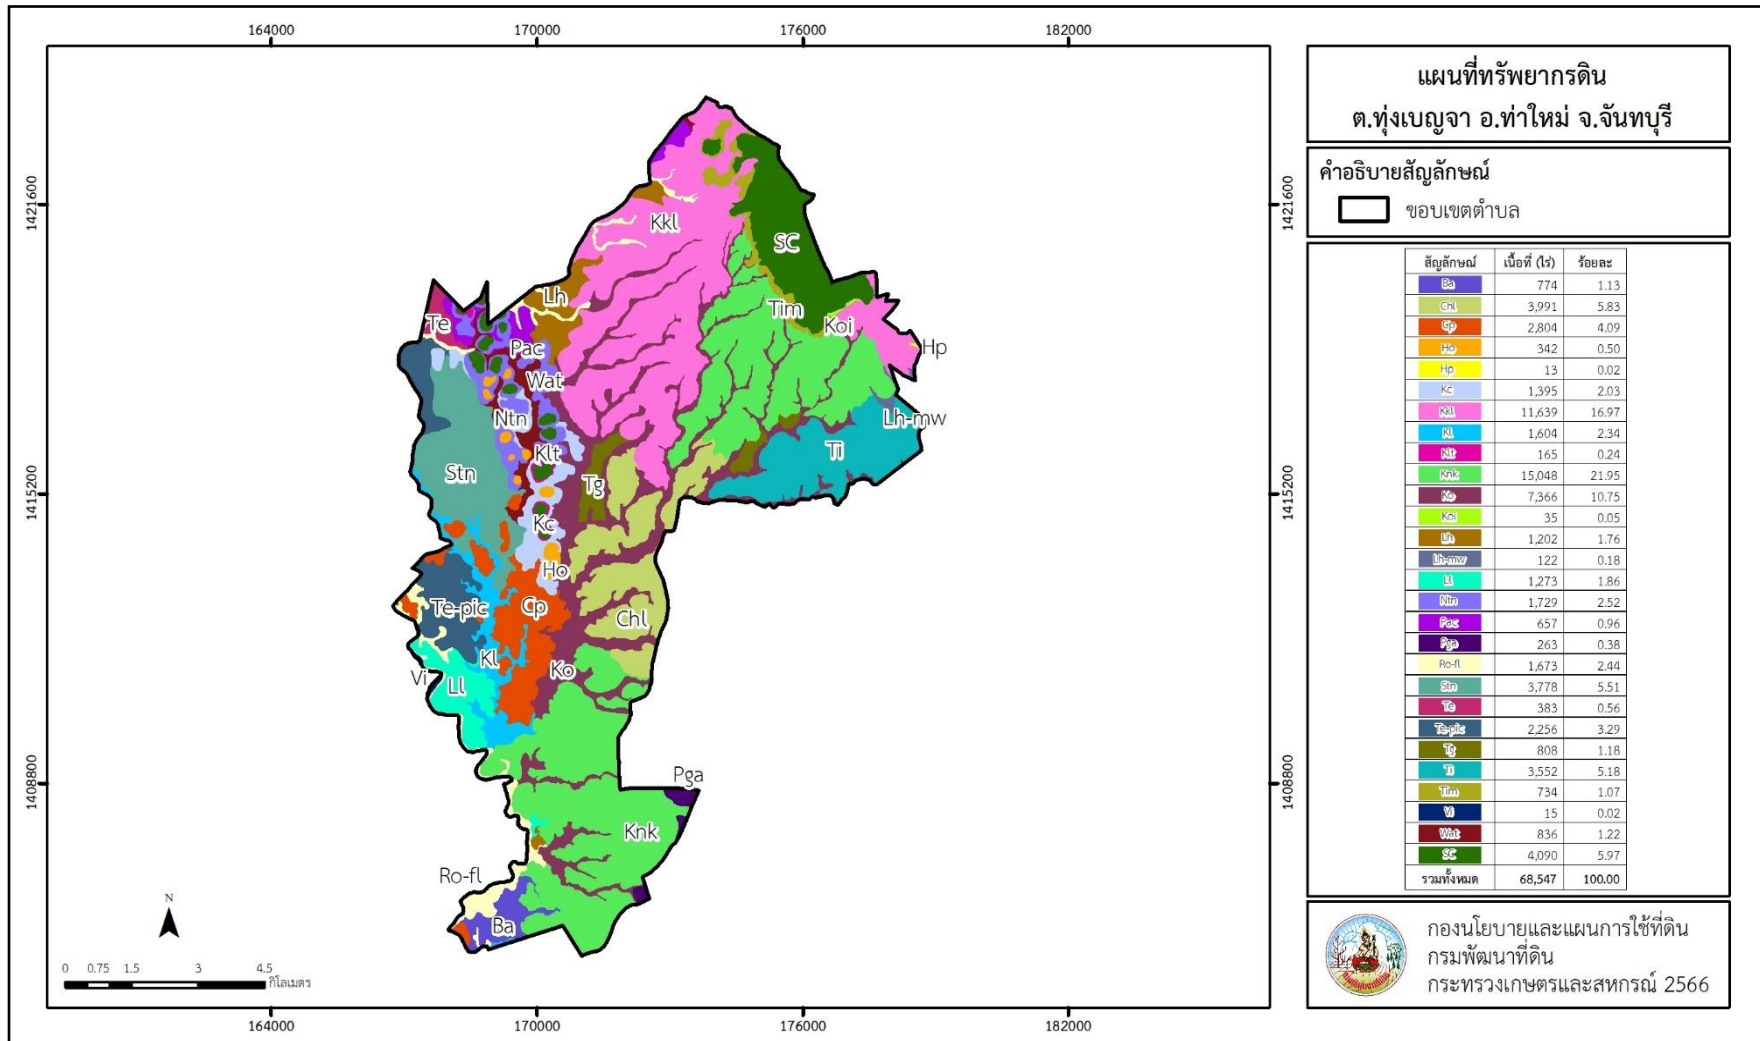 164000 170000 176000 182000
แผนที่ทรัพยากรดิน
ต.ทุ่งเบญจา อ.ท่าใหม่ จ.จันทบุรี
คำอธิบายสัญลักษณ์
ขอบเขตตำบล
1421600
1415200
1408800
1421600
1415200
1408800
Kkl
SC
Lh
Tim
Te
Koi
Pac
Hp
Wat
Ntn
Lh-mw
Klt
Ti
Stn
Tg
Kc
Ho
Te-pic
Cp
Chl
Kl
Ko
Vi
Ll
Pga
Knk
Ro-fl
Ba
N
0 0.75 1.5 3 4.5
กิโลเมตร
สัญลักษณ์ เนื้อที่ (ไร่) ร้อยละ
Ba 774 1.13
Chl 3,991 5.83
Cp 2,804 4.09
Ho 342 0.50
Hp 13 0.02
Kc 1,395 2.03
Kkl 11,639 16.97
Kl 1,604 2.34
Klt 165 0.24
Knk 15,048 21.95
Ko 7,366 10.75
Koi 35 0.05
Lh 1,202 1.76
Lh-mw 122 0.18
Ll 1,273 1.86
Ntn 1,729 2.52
Pac 657 0.96
Pga 263 0.38
Ro-fl 1,673 2.44
Stn 3,778 5.51
Te 383 0.56
Te-pic 2,256 3.29
Tg 808 1.18
Ti 3,552 5.18
Tim 734 1.07
Vi 15 0.02
Wat 836 1.22
SC 4,090 5.97
รวมทั้งหมด 68,547 100.00
กองนโยบายและแผนการใช้ที่ดิน
กรมพัฒนาที่ดิน
กระทรวงเกษตรและสหกรณ์ 2566
164000 170000 176000 182000